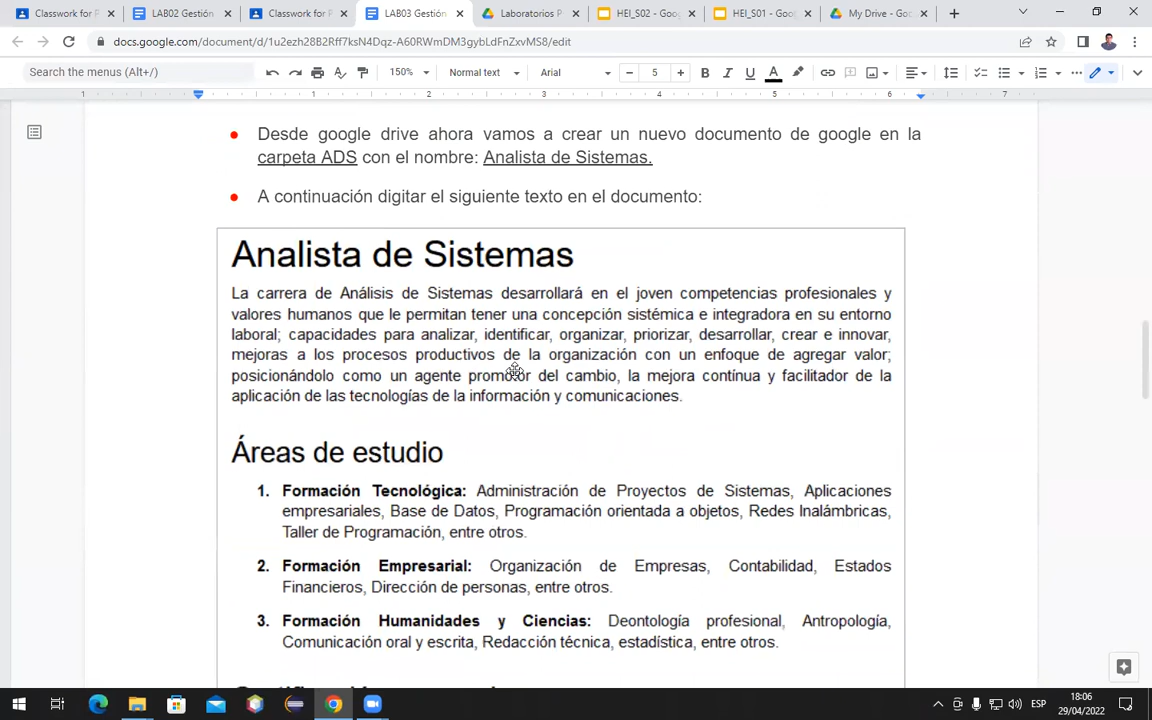 Classwork for P
LAB02 Gestión
Classwork for P
LAB03 Gestión
Laboratorios P
HEI_S02 - Goo
HEI_S01 - Goo
My Drive - Goo
docs.google.com/document/d/1u2ezh28B2Rff7ksN4Dqz-A60RWmDM3gybLdFnZxvMS8/edit
Search the menus (Alt+/)
150%
Normal text
Arial
5
B I U A
1 1 2 3 4 5 6 7
Desde google drive ahora vamos a crear un nuevo documento de google en la
carpeta ADS con el nombre: Analista de Sistemas.
A continuación digitar el siguiente texto en el documento:
Analista de Sistemas
La carrera de Análisis de Sistemas desarrollará en el joven competencias profesionales y
valores humanos que le permitan tener una concepción sistémica e integradora en su entorno
laboral; capacidades para analizar, identificar, organizar, priorizar, desarrollar, crear e innovar,
mejoras a los procesos productivos de la organización con un enfoque de agregar valor;
posicionándolo como un agente promotor del cambio, la mejora contínua y facilitador de la
aplicación de las tecnologías de la información y comunicaciones.
Áreas de estudio
1. Formación Tecnológica: Administración de Proyectos de Sistemas, Aplicaciones
empresariales, Base de Datos, Programación orientada a objetos, Redes Inalámbricas,
Taller de Programación, entre otros.
2. Formación Empresarial: Organización de Empresas, Contabilidad, Estados
Financieros, Dirección de personas, entre otros.
3. Formación Humanidades y Ciencias: Deontología profesional, Antropología,
Comunicación oral y escrita, Redacción técnica, estadística, entre otros.
ESP
18:06
29/04/2022